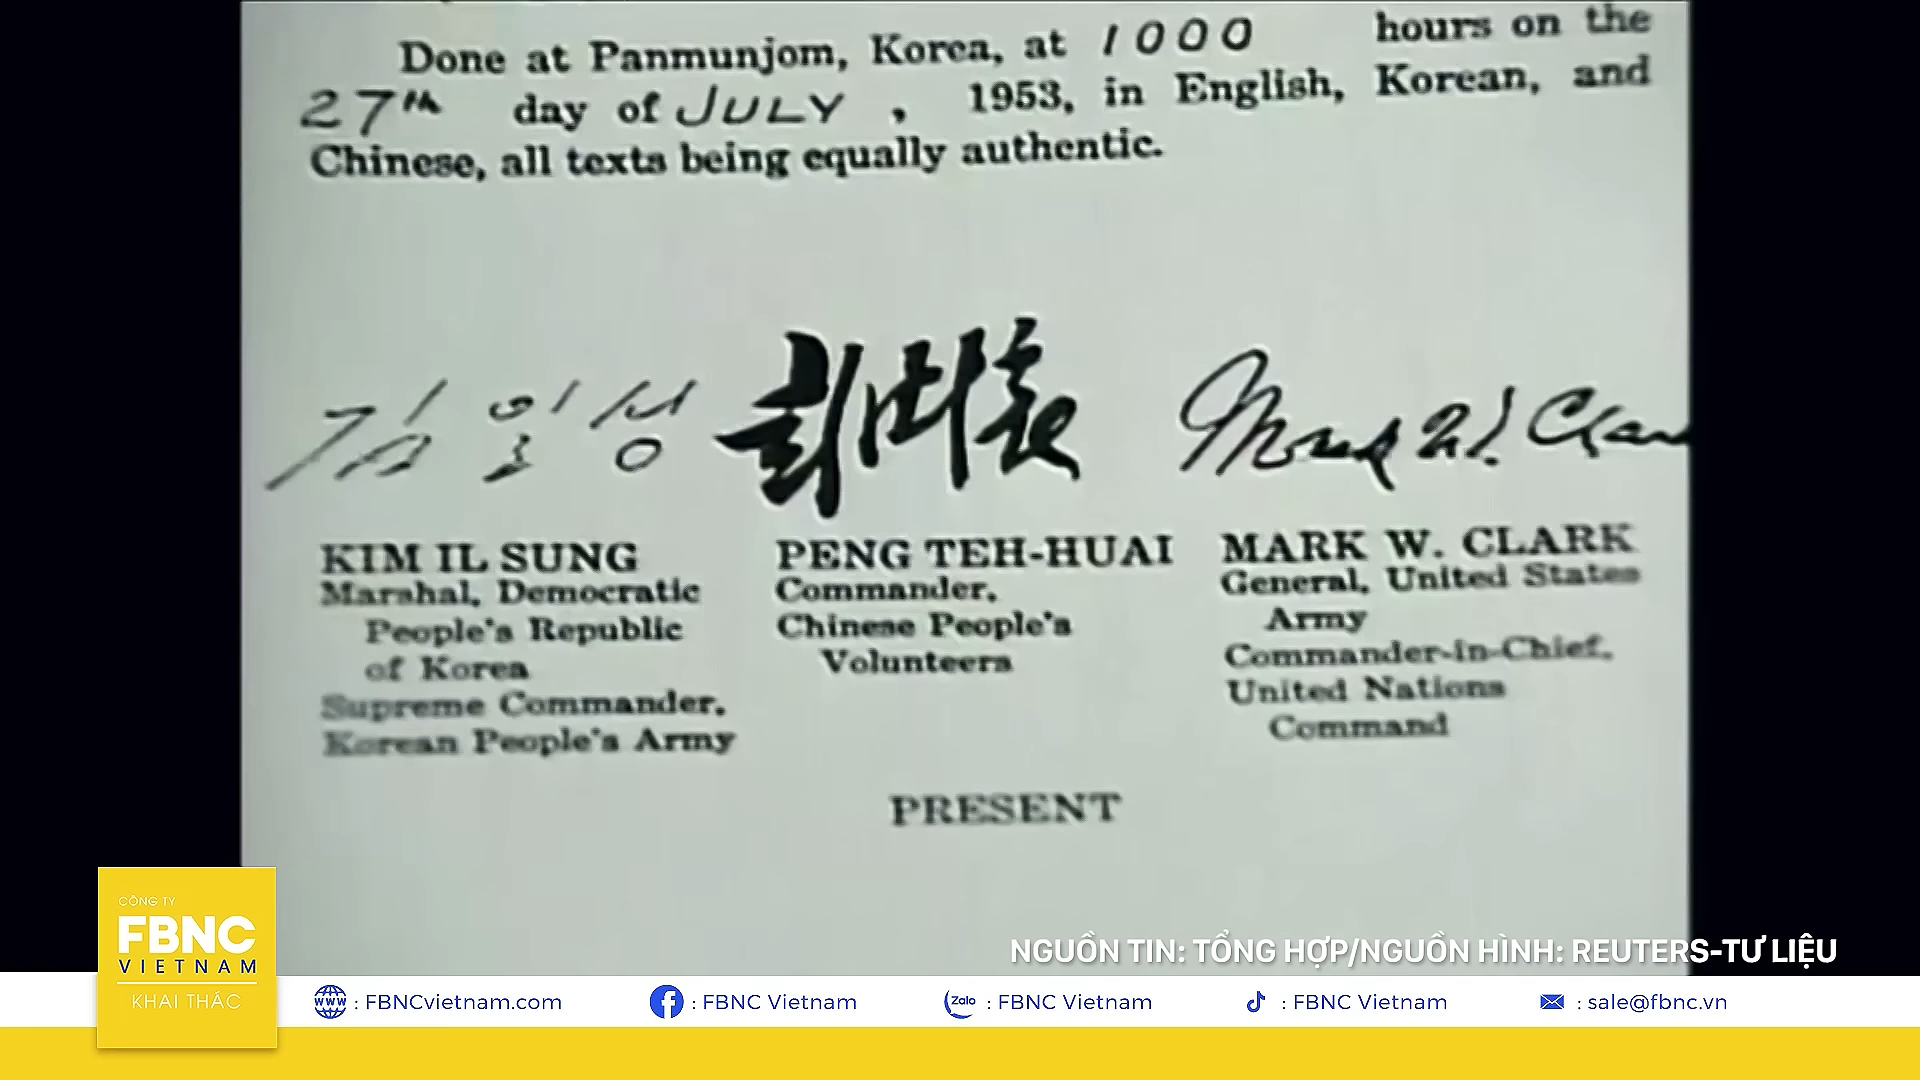 Done at Panmunjom, Korea, at 1000 hours on the
27th day of JULY, 1953, in English, Korean, and
Chinese, all texts being equally authentic.
김일성
彭德懷
Mark W. Clark
KIM IL SUNG
Marshal, Democratic
People's Republic
of Korea
Supreme Commander,
Korean People's Army
PENG TEH-HUAI
Commander,
Chinese People's
Volunteers
MARK W. CLARK
General, United States
Army
Commander-in-Chief,
United Nations
Command
PRESENT
NGUỒN TIN: TỔNG HỢP/NGUỒN HÌNH: REUTERS-TƯ LIỆU
CÔNG TY
FBNC
VIETNAM
KHAI THÁC
: FBNCvietnam.com
: FBNC Vietnam
Zalo : FBNC Vietnam
: FBNC Vietnam
: sale@fbnc.vn